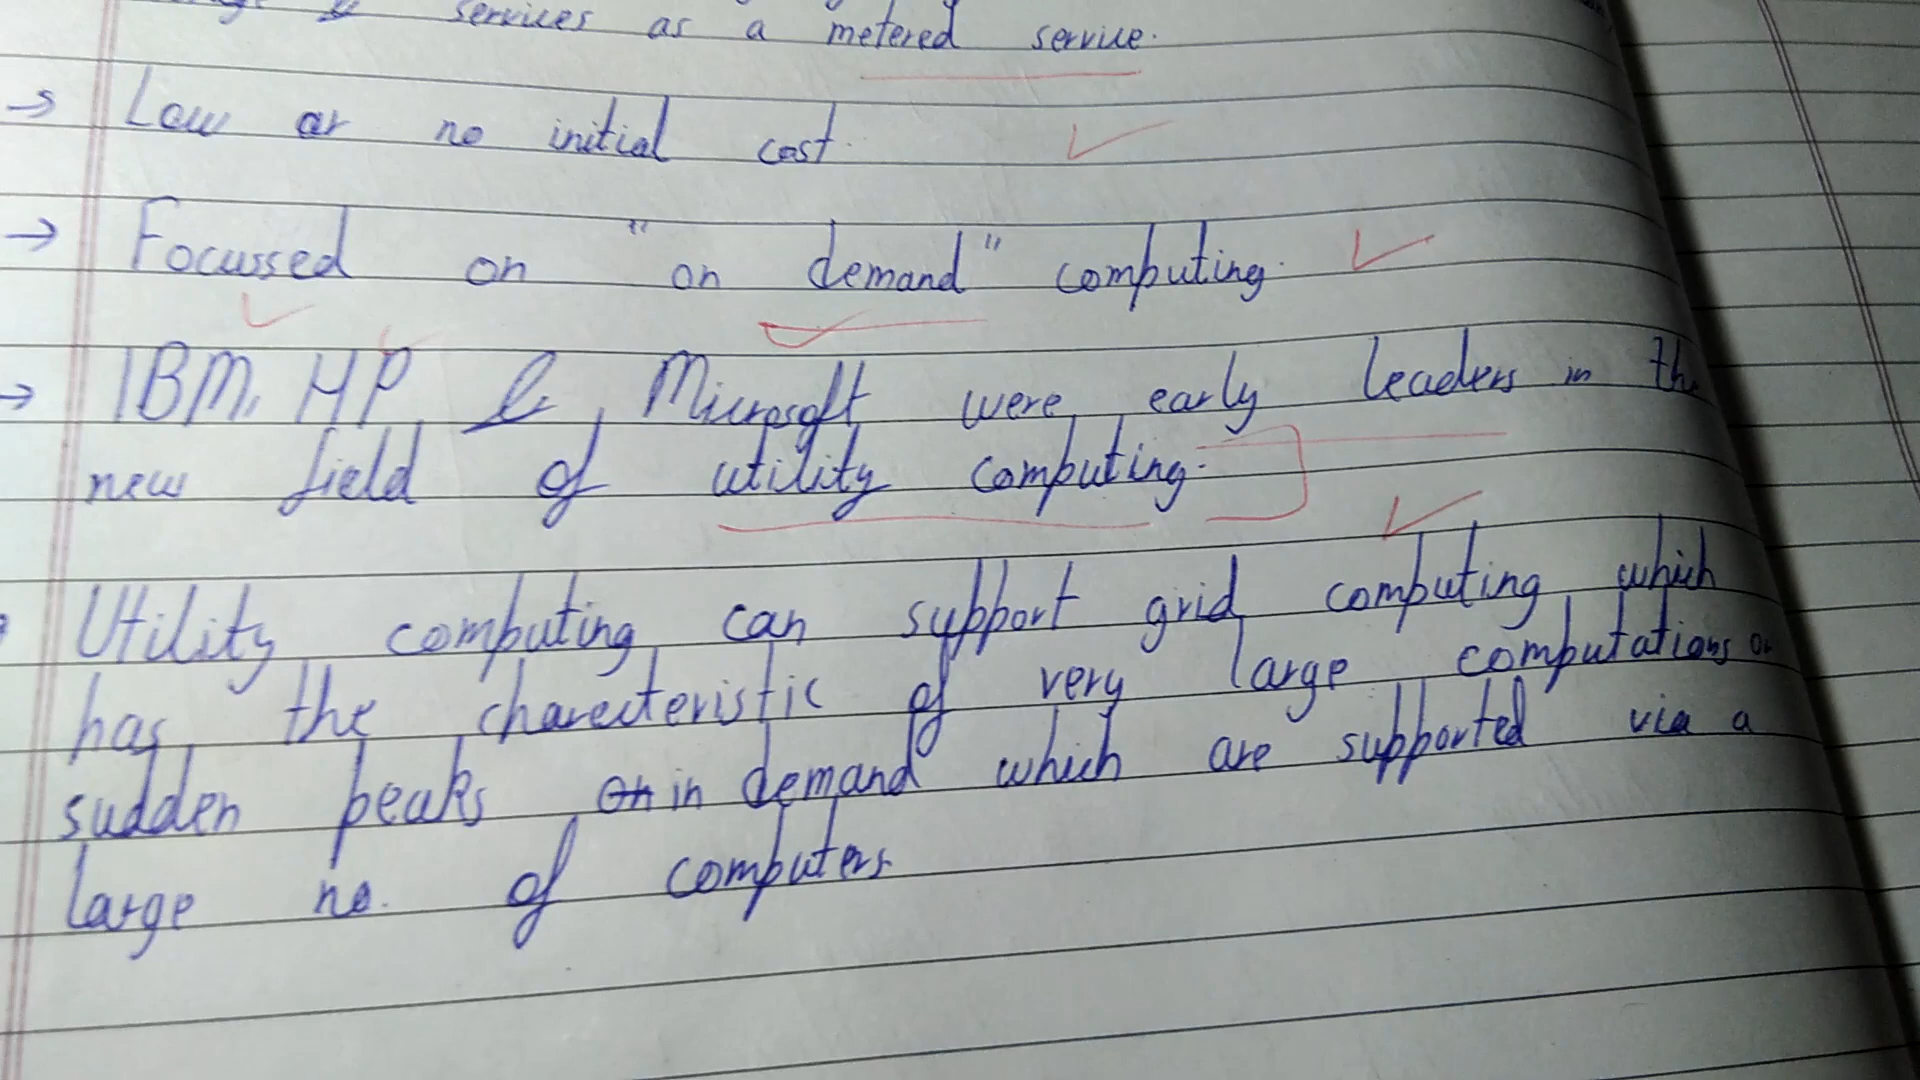 services as a metered service.
→ Low or no initial cost.
→ Focussed on "on demand" computing.
→ IBM, HP & Microsoft were early leaders in the
new field of utility computing.
Utility computing can support grid computing which
has the charecteristic of very large computations or
sudden peaks in demand which are supported via a
large no. of computers.